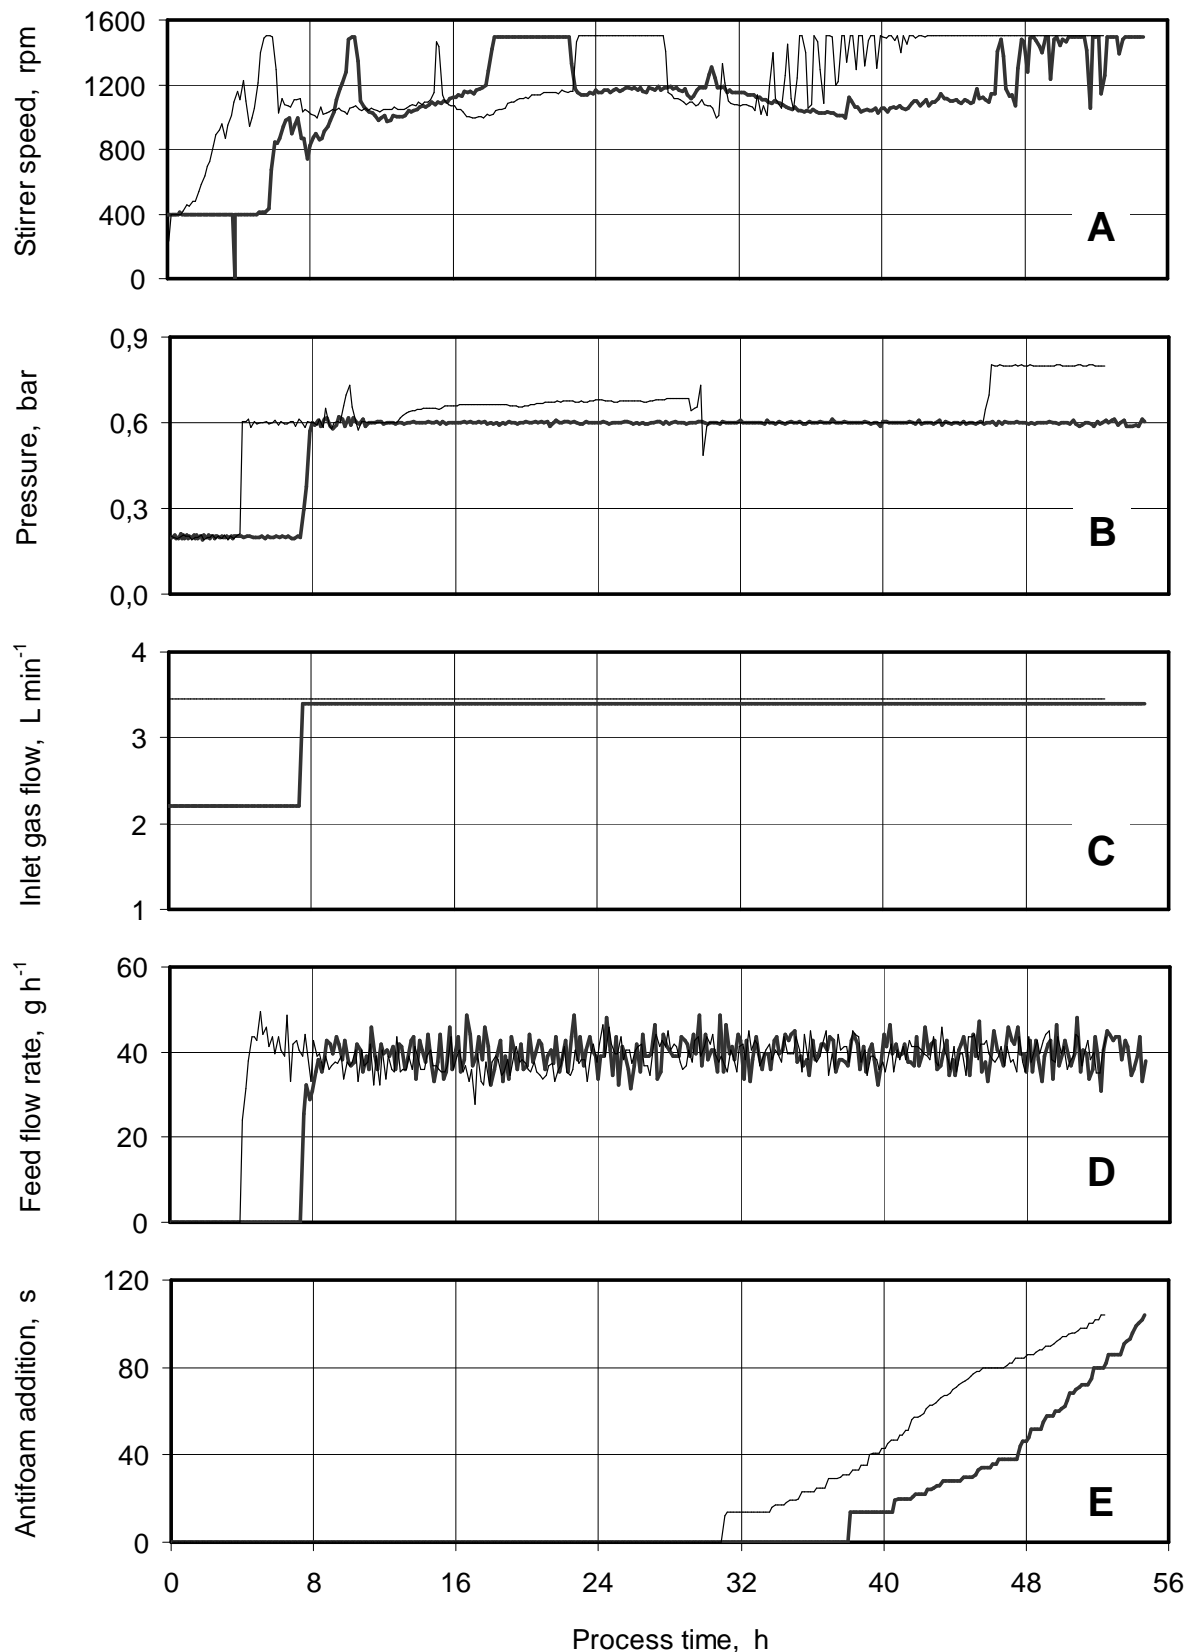 1600
1200
800
400
0
Stirrer speed, rpm
A
0,9
0,6
0,3
0,0
Pressure, bar
B
4
3
2
1
Inlet gas flow, L min⁻¹
C
60
40
20
0
Feed flow rate, g h⁻¹
D
120
80
40
0
Antifoam addition, s
E
0 8 16 24 32 40 48 56
Process time, h